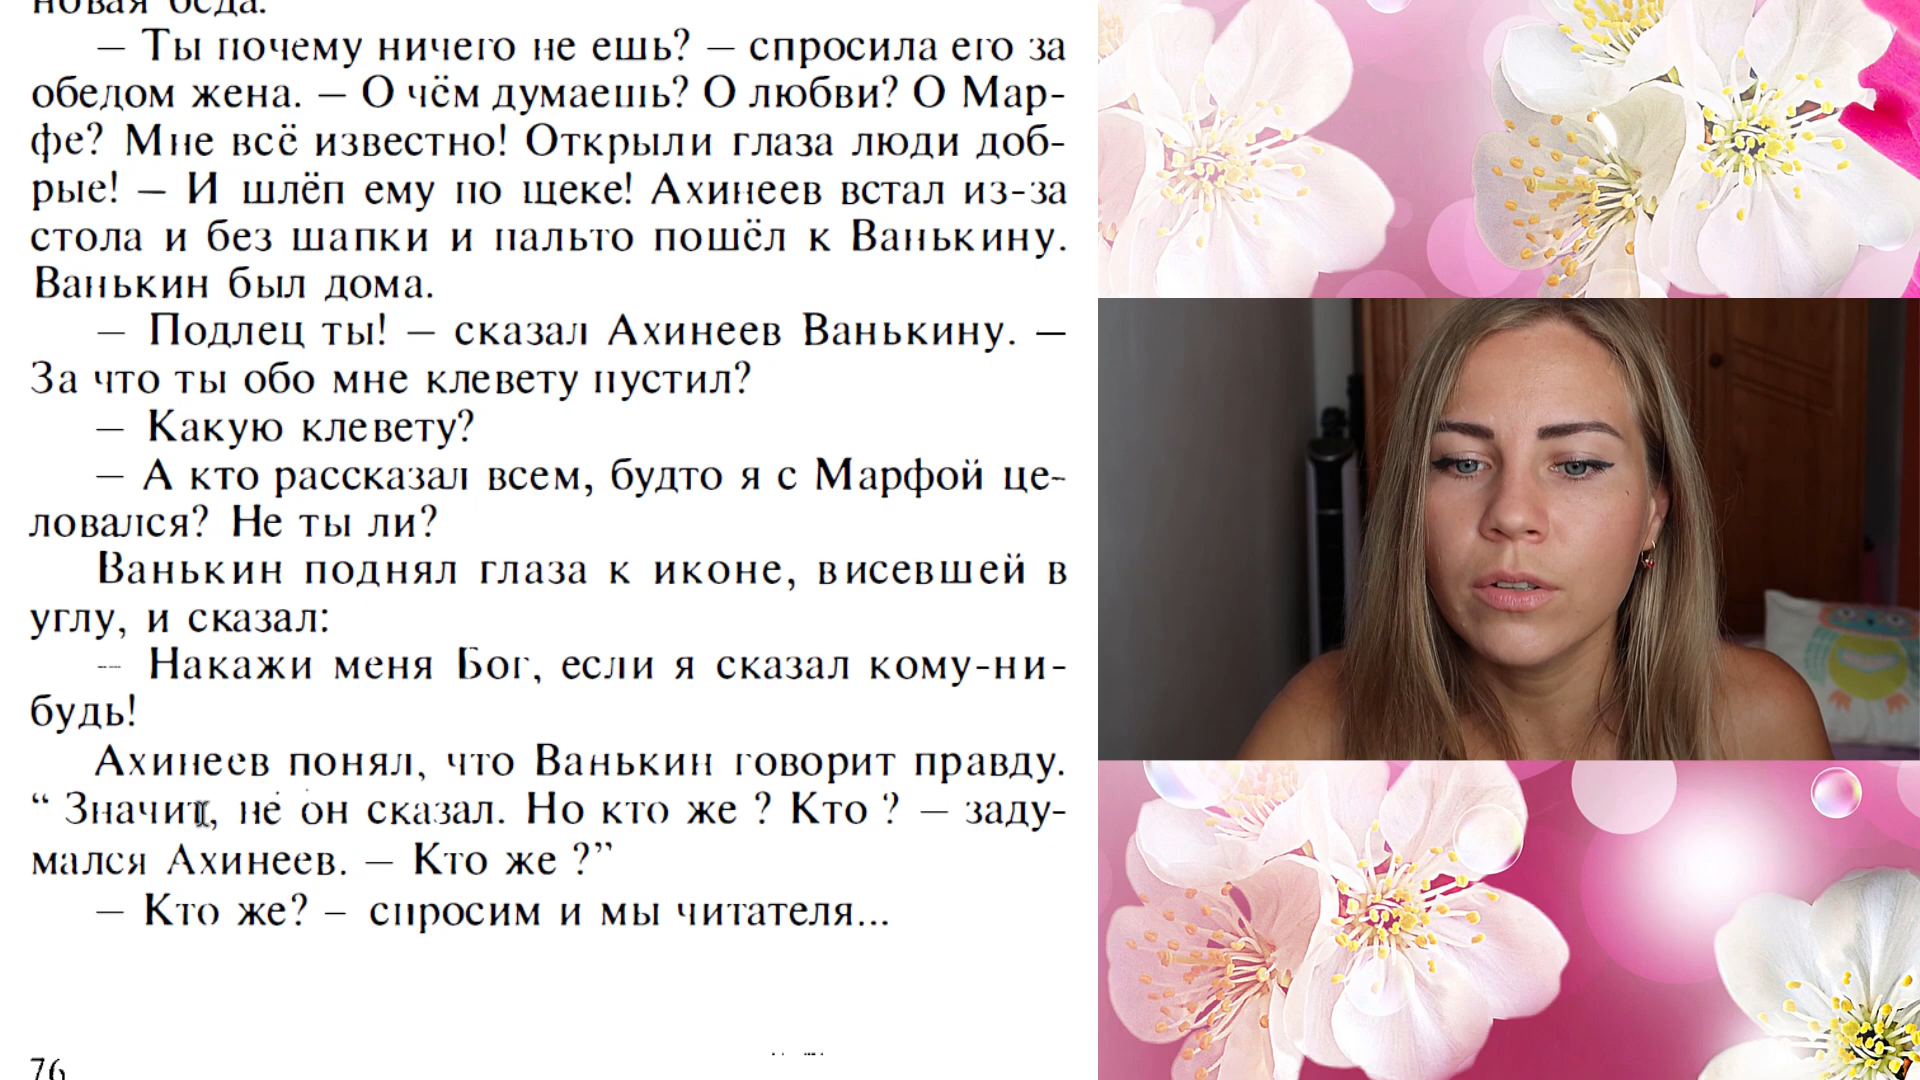 новая беда.
— Ты почему ничего не ешь? — спросила его за
обедом жена. — О чём думаешь? О любви? О Мар-
фе? Мне всё известно! Открыли глаза люди доб-
рые! — И шлёп ему по щеке! Ахинеев встал из-за
стола и без шапки и пальто пошёл к Ванькину.
Ванькин был дома.
— Подлец ты! — сказал Ахинеев Ванькину. —
За что ты обо мне клевету пустил?
— Какую клевету?
— А кто рассказал всем, будто я с Марфой це-
ловался? Не ты ли?
Ванькин поднял глаза к иконе, висевшей в
углу, и сказал:
— Накажи меня Бог, если я сказал кому-ни-
будь!
Ахинеев понял, что Ванькин говорит правду.
“ Значит, не он сказал. Но кто же ? Кто ? — заду-
мался Ахинеев. — Кто же ?”
— Кто же? – спросим и мы читателя...
76